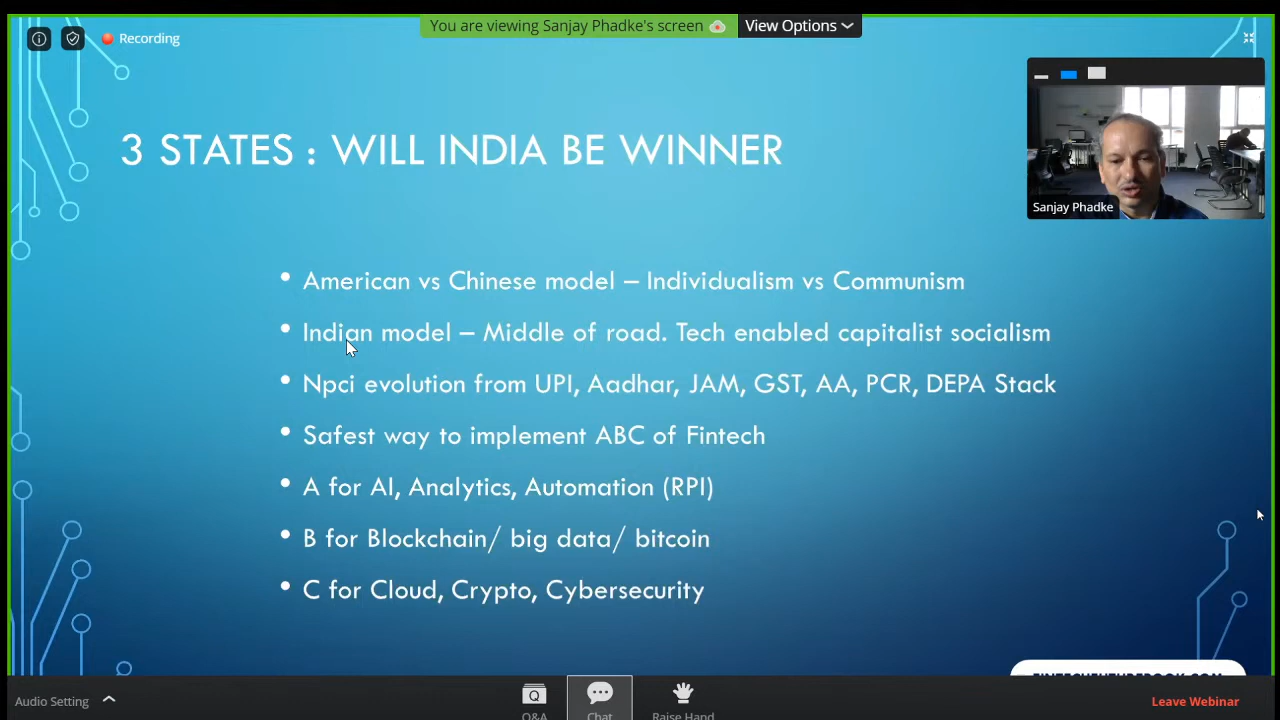 You are viewing Sanjay Phadke's screen
View Options
Recording
3 STATES : WILL INDIA BE WINNER
Sanjay Phadke
• American vs Chinese model – Individualism vs Communism
• Indian model – Middle of road. Tech enabled capitalist socialism
• Npci evolution from UPI, Aadhar, JAM, GST, AA, PCR, DEPA Stack
• Safest way to implement ABC of Fintech
• A for AI, Analytics, Automation (RPI)
• B for Blockchain/ big data/ bitcoin
• C for Cloud, Crypto, Cybersecurity
Audio Setting
Q&A
Chat
Raise Hand
Leave Webinar